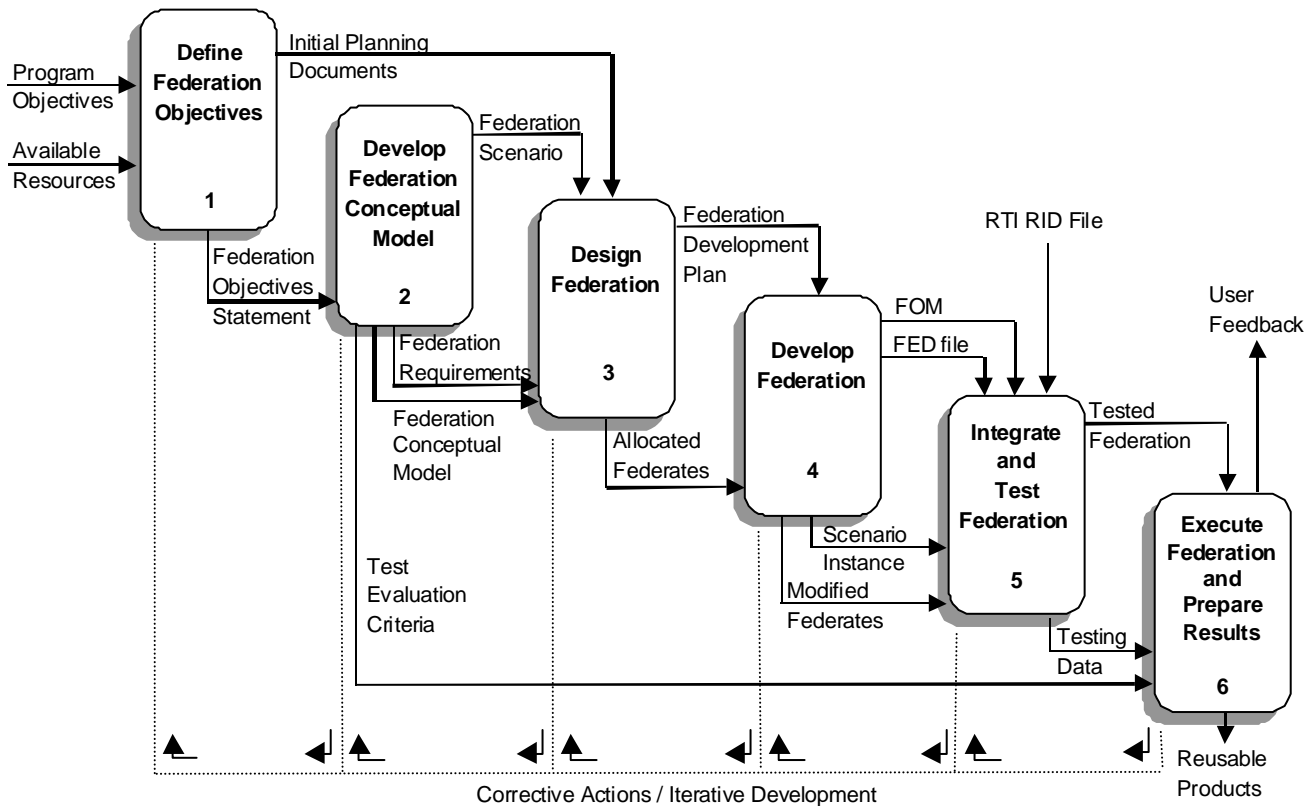 Program
Objectives
Available
Resources
Define
Federation
Objectives
1
Initial Planning
Documents
Federation
Objectives
Statement
Develop
Federation
Conceptual
Model
2
Federation
Scenario
Federation
Requirements
Federation
Conceptual
Model
Test
Evaluation
Criteria
Design
Federation
3
Federation
Development
Plan
Allocated
Federates
Develop
Federation
4
FOM
FED file
RTI RID File
Scenario
Instance
Modified
Federates
Integrate
and
Test
Federation
5
Tested
Federation
Testing
Data
User
Feedback
Execute
Federation
and
Prepare
Results
6
Reusable
Products
Corrective Actions / Iterative Development